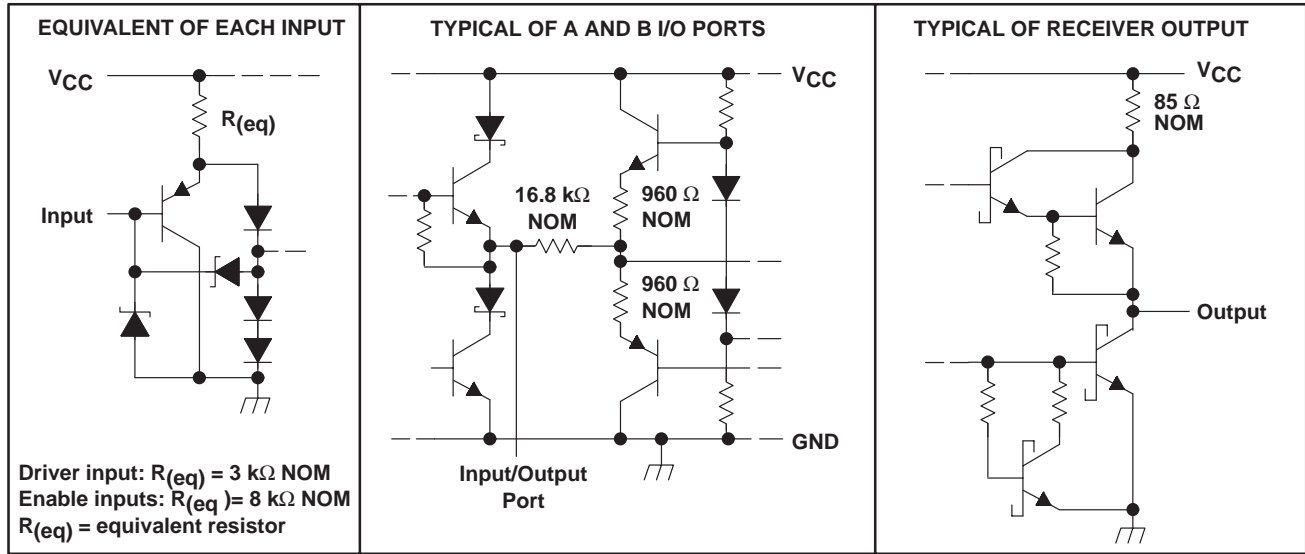 EQUIVALENT OF EACH INPUT
VCC
R(eq)
Input
Driver input: R(eq) = 3 kΩ NOM
Enable inputs: R(eq )= 8 kΩ NOM
R(eq) = equivalent resistor
TYPICAL OF A AND B I/O PORTS
VCC
16.8 kΩ
NOM
960 Ω
NOM
960 Ω
NOM
GND
Input/Output
Port
TYPICAL OF RECEIVER OUTPUT
VCC
85 Ω
NOM
Output